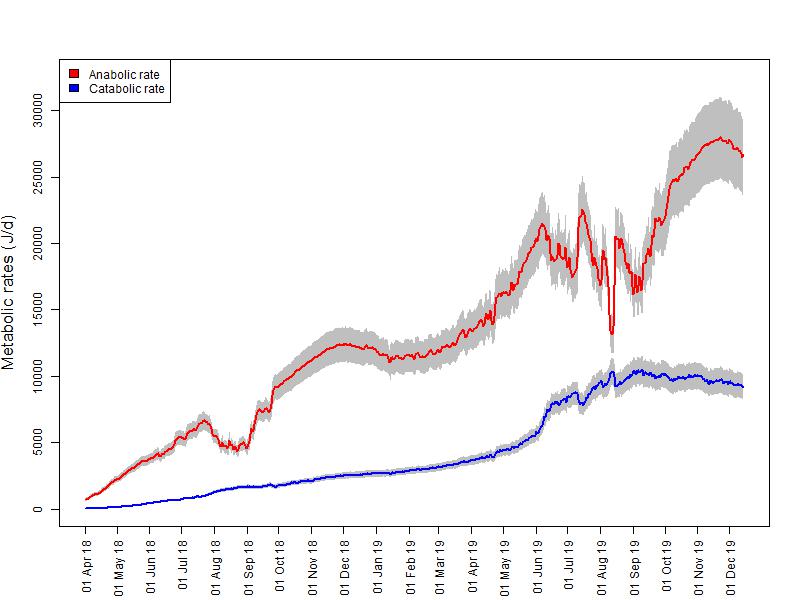 Anabolic rate
Catabolic rate
Metabolic rates (J/d)
30000
25000
20000
15000
10000
5000
0
01 Apr 18
01 May 18
01 Jun 18
01 Jul 18
01 Aug 18
01 Sep 18
01 Oct 18
01 Nov 18
01 Dec 18
01 Jan 19
01 Feb 19
01 Mar 19
01 Apr 19
01 May 19
01 Jun 19
01 Jul 19
01 Aug 19
01 Sep 19
01 Oct 19
01 Nov 19
01 Dec 19